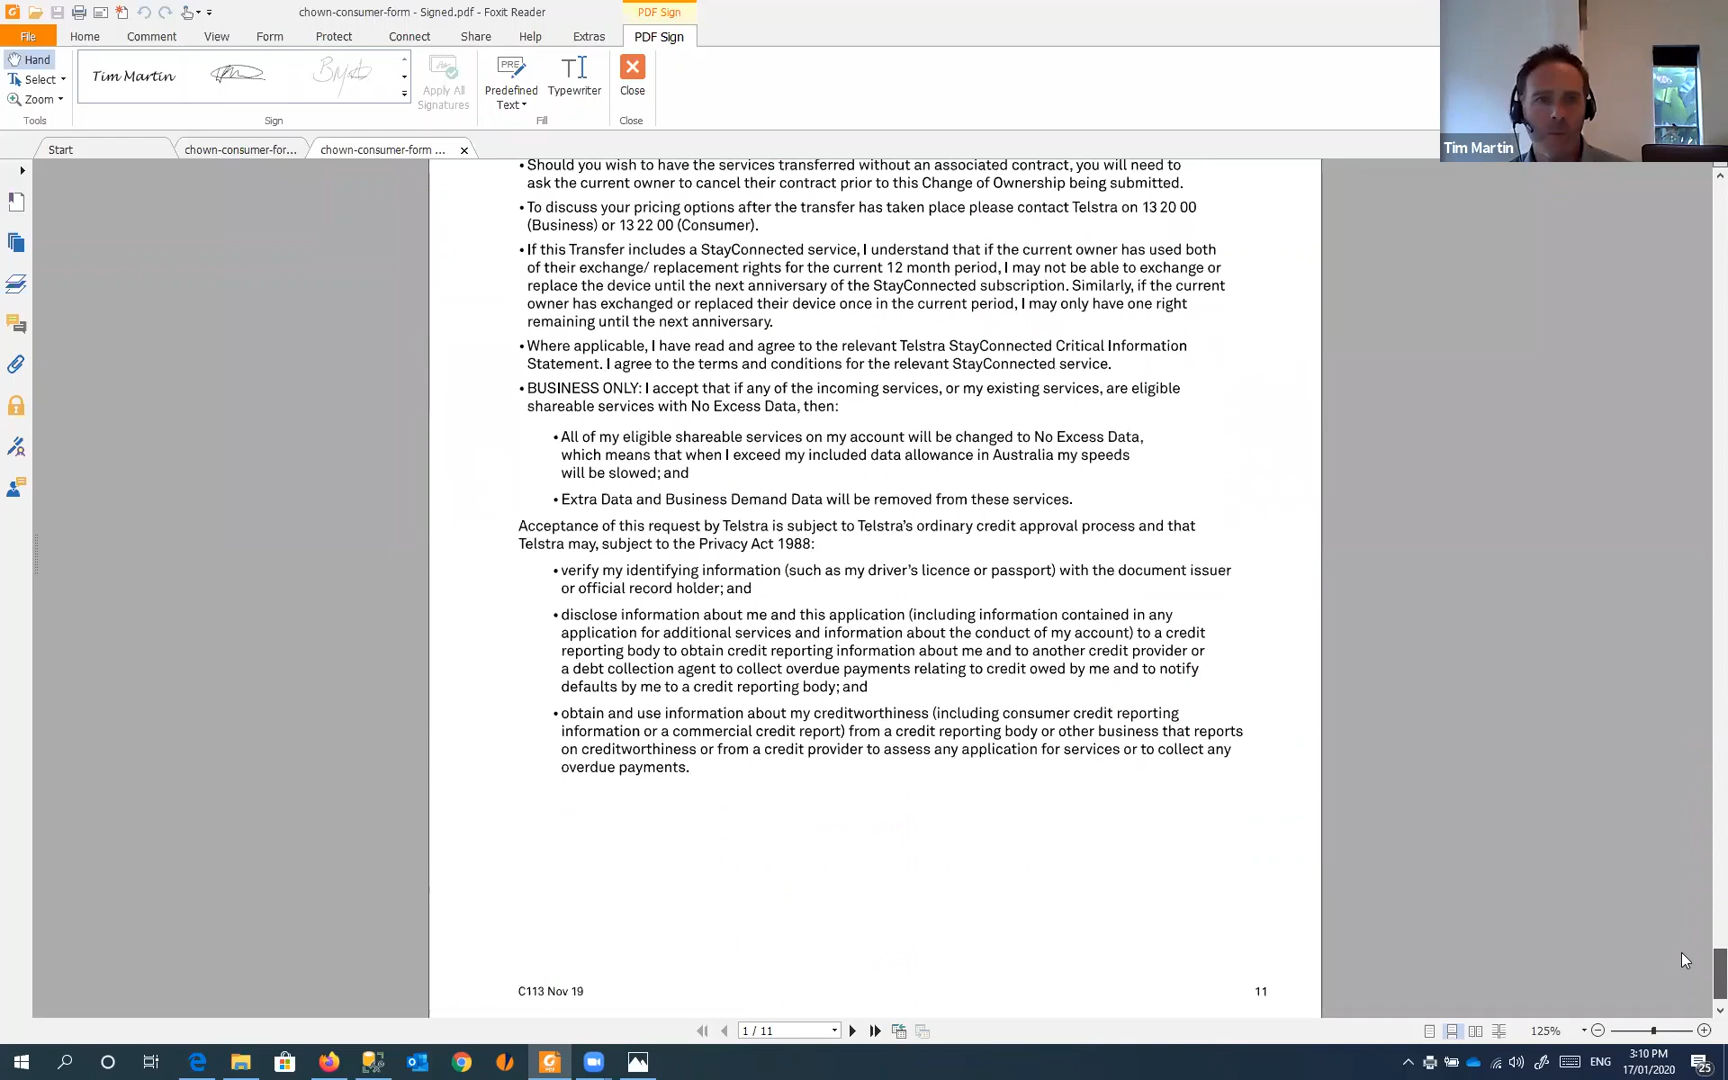 chown-consumer-form - Signed.pdf - Foxit Reader
PDF Sign
File
Home
Comment
View
Form
Protect
Connect
Share
Help
Extras
PDF Sign
Hand
Select
Zoom
Tools
Tim Martin
Sign
Apply All
Signatures
PRE
Predefined
Text
Typewriter
Fill
Close
Close
Tim Martin
Start
chown-consumer-for...
chown-consumer-form ...
• Should you wish to have the services transferred without an associated contract, you will need to
ask the current owner to cancel their contract prior to this Change of Ownership being submitted.
• To discuss your pricing options after the transfer has taken place please contact Telstra on 13 20 00
(Business) or 13 22 00 (Consumer).
• If this Transfer includes a StayConnected service, I understand that if the current owner has used both
of their exchange/ replacement rights for the current 12 month period, I may not be able to exchange or
replace the device until the next anniversary of the StayConnected subscription. Similarly, if the current
owner has exchanged or replaced their device once in the current period, I may only have one right
remaining until the next anniversary.
• Where applicable, I have read and agree to the relevant Telstra StayConnected Critical Information
Statement. I agree to the terms and conditions for the relevant StayConnected service.
• BUSINESS ONLY: I accept that if any of the incoming services, or my existing services, are eligible
shareable services with No Excess Data, then:
• All of my eligible shareable services on my account will be changed to No Excess Data,
which means that when I exceed my included data allowance in Australia my speeds
will be slowed; and
• Extra Data and Business Demand Data will be removed from these services.
Acceptance of this request by Telstra is subject to Telstra's ordinary credit approval process and that
Telstra may, subject to the Privacy Act 1988:
• verify my identifying information (such as my driver's licence or passport) with the document issuer
or official record holder; and
• disclose information about me and this application (including information contained in any
application for additional services and information about the conduct of my account) to a credit
reporting body to obtain credit reporting information about me and to another credit provider or
a debt collection agent to collect overdue payments relating to credit owed by me and to notify
defaults by me to a credit reporting body; and
• obtain and use information about my creditworthiness (including consumer credit reporting
information or a commercial credit report) from a credit reporting body or other business that reports
on creditworthiness or from a credit provider to assess any application for services or to collect any
overdue payments.
C113 Nov 19
11
1 / 11
125%
ENG
3:10 PM
17/01/2020
25